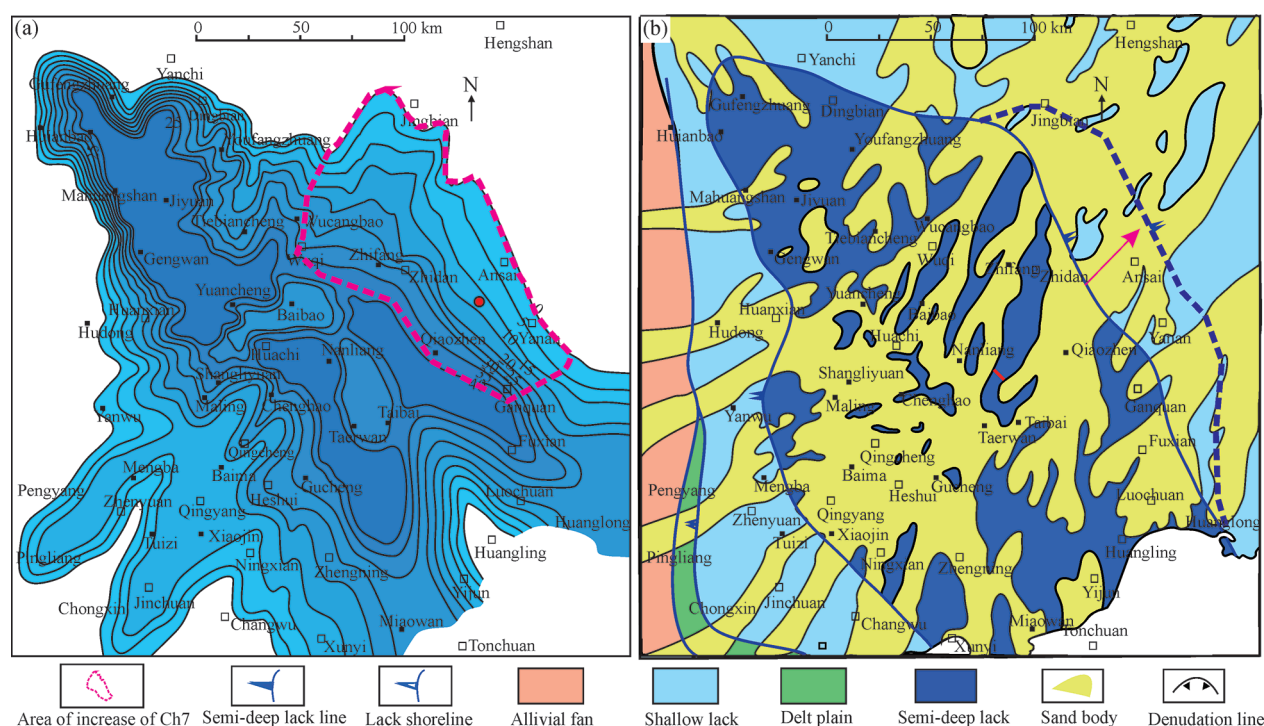 (a)
0 50 100 km
Hengshan
Yanchi
Gufengzhuang
N
25
Dingbian
Jingbian
Youfangzhuang
Mahuangshan
Jiyuan
Tiebiancheng
Wucangbao
Gengwan
Wuqi
Zhifang
Zhidan
Ansai
Yuancheng
Huanxian
Baibao
Hudong
Yanan
Huachi
Nanliang
Qiaozhen
Shangliyuan
Maling
Chenghao
Ganquan
Yanwu
Taibai
Taerwan
Qingcheng
Fuxian
Mengba
Baima
Pengyang
Zhenyuan
Heshui
Gucheng
Luochuan
Qingyang
Huanglong
Tuizi
Xiaojin
Huangling
Pingliang
Ningxian
Zhengning
Chongxin
Jinchuan
Yijun
Changwu
Miaowan
Xunyi
Tonchuan
(b)
0 50 100 km
Hengshan
Yanchi
Gufengzhuang
Dingbian
N
Jingbian
Huianbao
Youfangzhuang
Mahuangshan
Jiyuan
Wucangbao
Tiebiancheng
Gengwan
Wuqi
Zhifang
Zhidan
Ansai
Yuancheng
Huanxian
Baibao
Hudong
Huachi
Yanan
Nanliang
Qiaozhen
Shangliyuan
Maling
Chenghao
Ganquan
Yanwu
Taibai
Taerwan
Qingcheng
Fuxian
Baima
Pengyang
Mengba
Heshui
Gucheng
Luochuan
Zhenyuan
Qingyang
Huanglong
Tuizi
Xiaojin
Huangling
Pingliang
Ningxian
Zhengning
Chongxin
Jinchuan
Yijun
Changwu
Miaowan
Tonchuan
Xunyi
Area of increase of Ch7
Semi-deep lack line
Lack shoreline
Allivial fan
Shallow lack
Delt plain
Semi-deep lack
Sand body
Denudation line